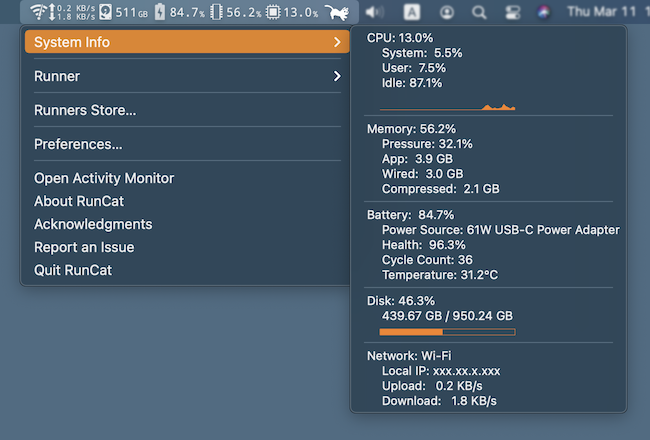 0.2 KB/s
1.8 KB/s
511GB
84.7%
56.2%
13.0%
A
Thu Mar 11
System Info
Runner
Runners Store...
Preferences...
Open Activity Monitor
About RunCat
Acknowledgments
Report an Issue
Quit RunCat
CPU: 13.0%
System: 5.5%
User: 7.5%
Idle: 87.1%
Memory: 56.2%
Pressure: 32.1%
App: 3.9 GB
Wired: 3.0 GB
Compressed: 2.1 GB
Battery: 84.7%
Power Source: 61W USB-C Power Adapter
Health: 96.3%
Cycle Count: 36
Temperature: 31.2°C
Disk: 46.3%
439.67 GB / 950.24 GB
Network: Wi-Fi
Local IP: xxx.xx.x.xxx
Upload: 0.2 KB/s
Download: 1.8 KB/s